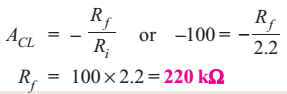 A_CL = − R_f / R_i or −100 = − R_f / 2.2
R_f = 100 × 2.2 = 220 kΩ